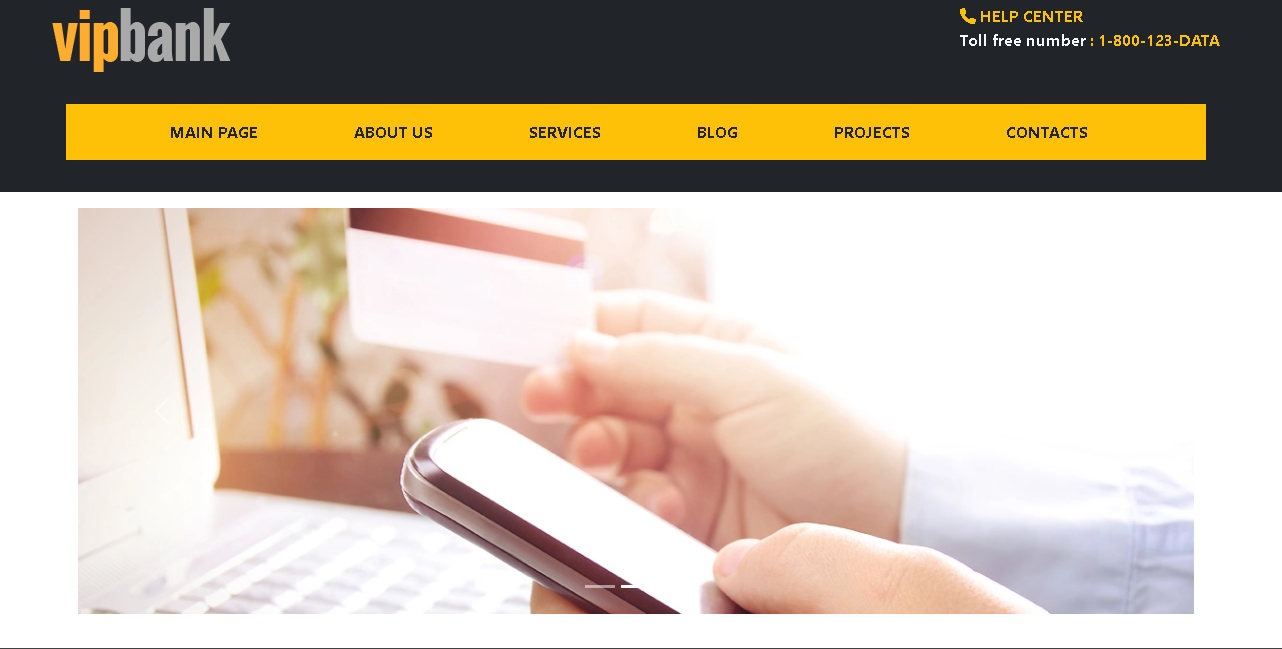 vipbank
HELP CENTER
Toll free number : 1-800-123-DATA
MAIN PAGE ABOUT US SERVICES BLOG PROJECTS CONTACTS